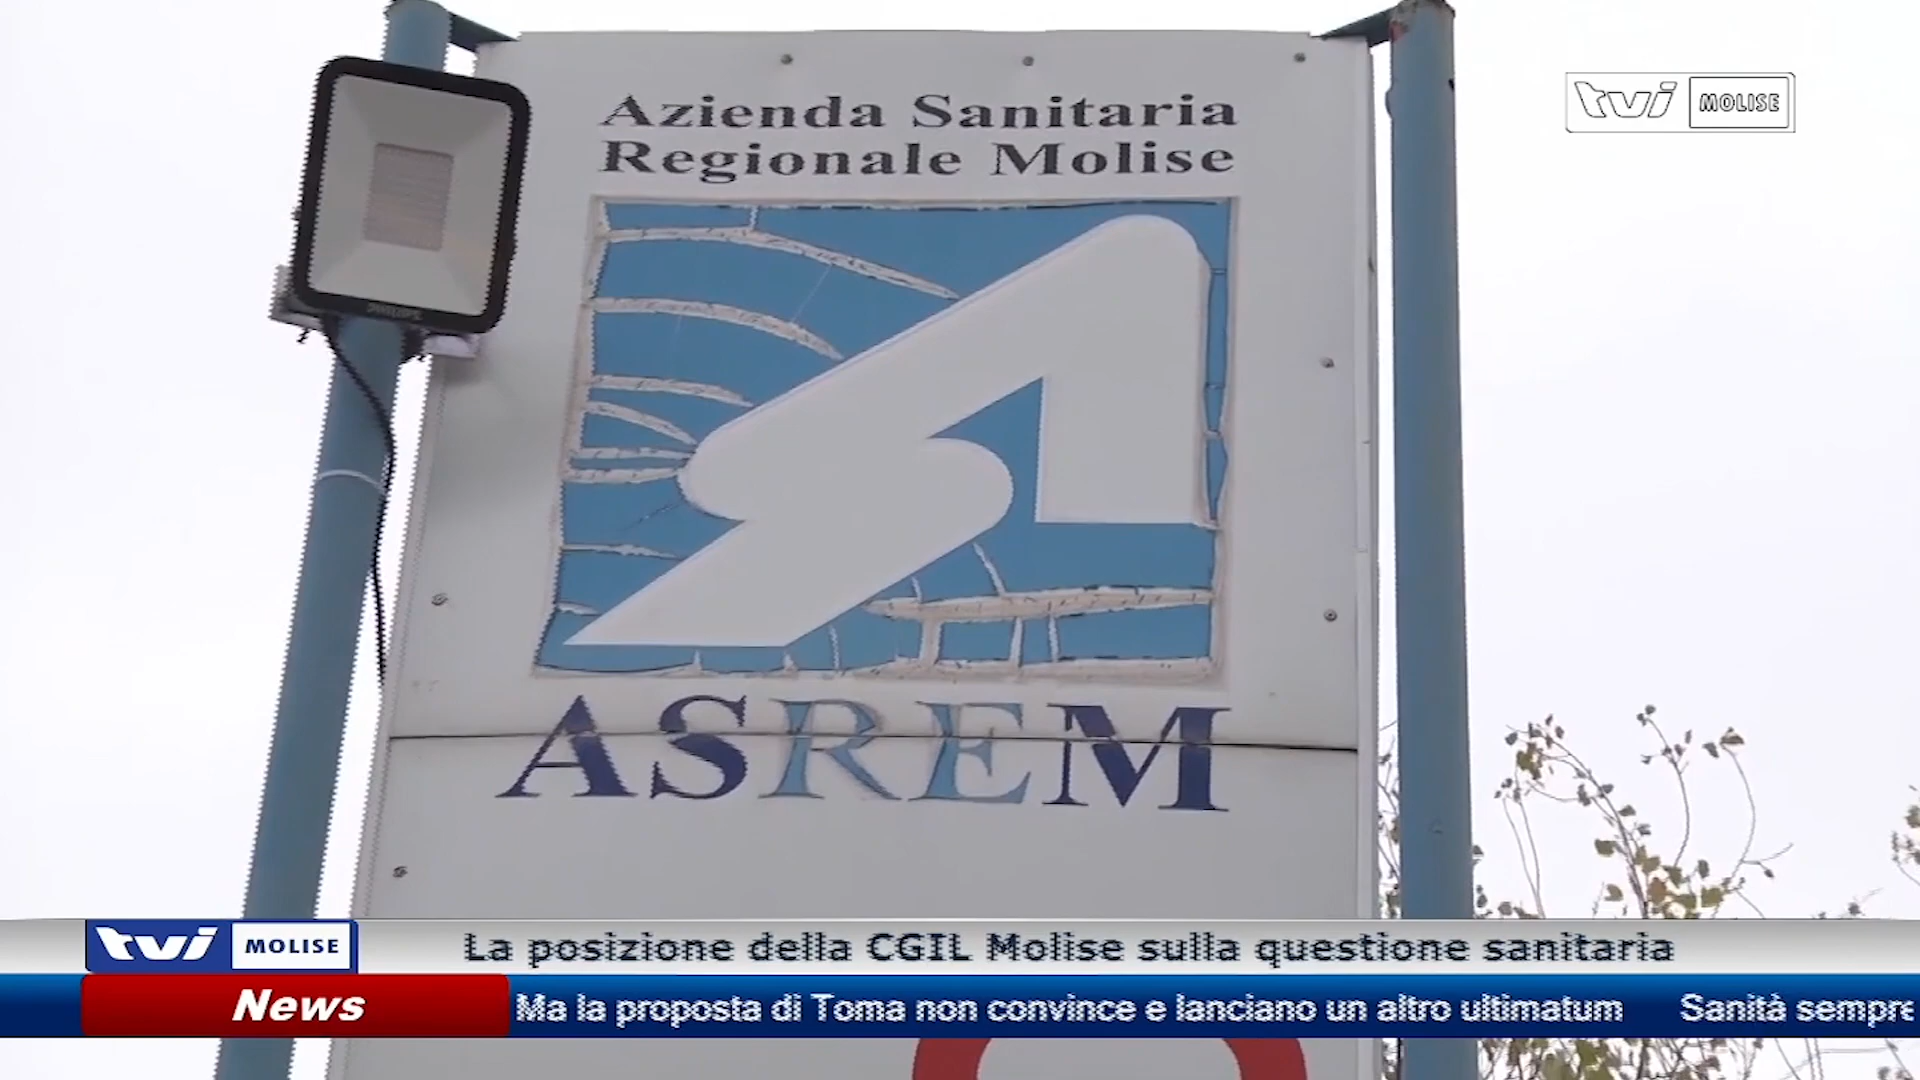 Azienda Sanitaria
Regionale Molise
tvi MOLISE
ASREM
tvi MOLISE
La posizione della CGIL Molise sulla questione sanitaria
News
Ma la proposta di Toma non convince e lanciano un altro ultimatum Sanità sempre